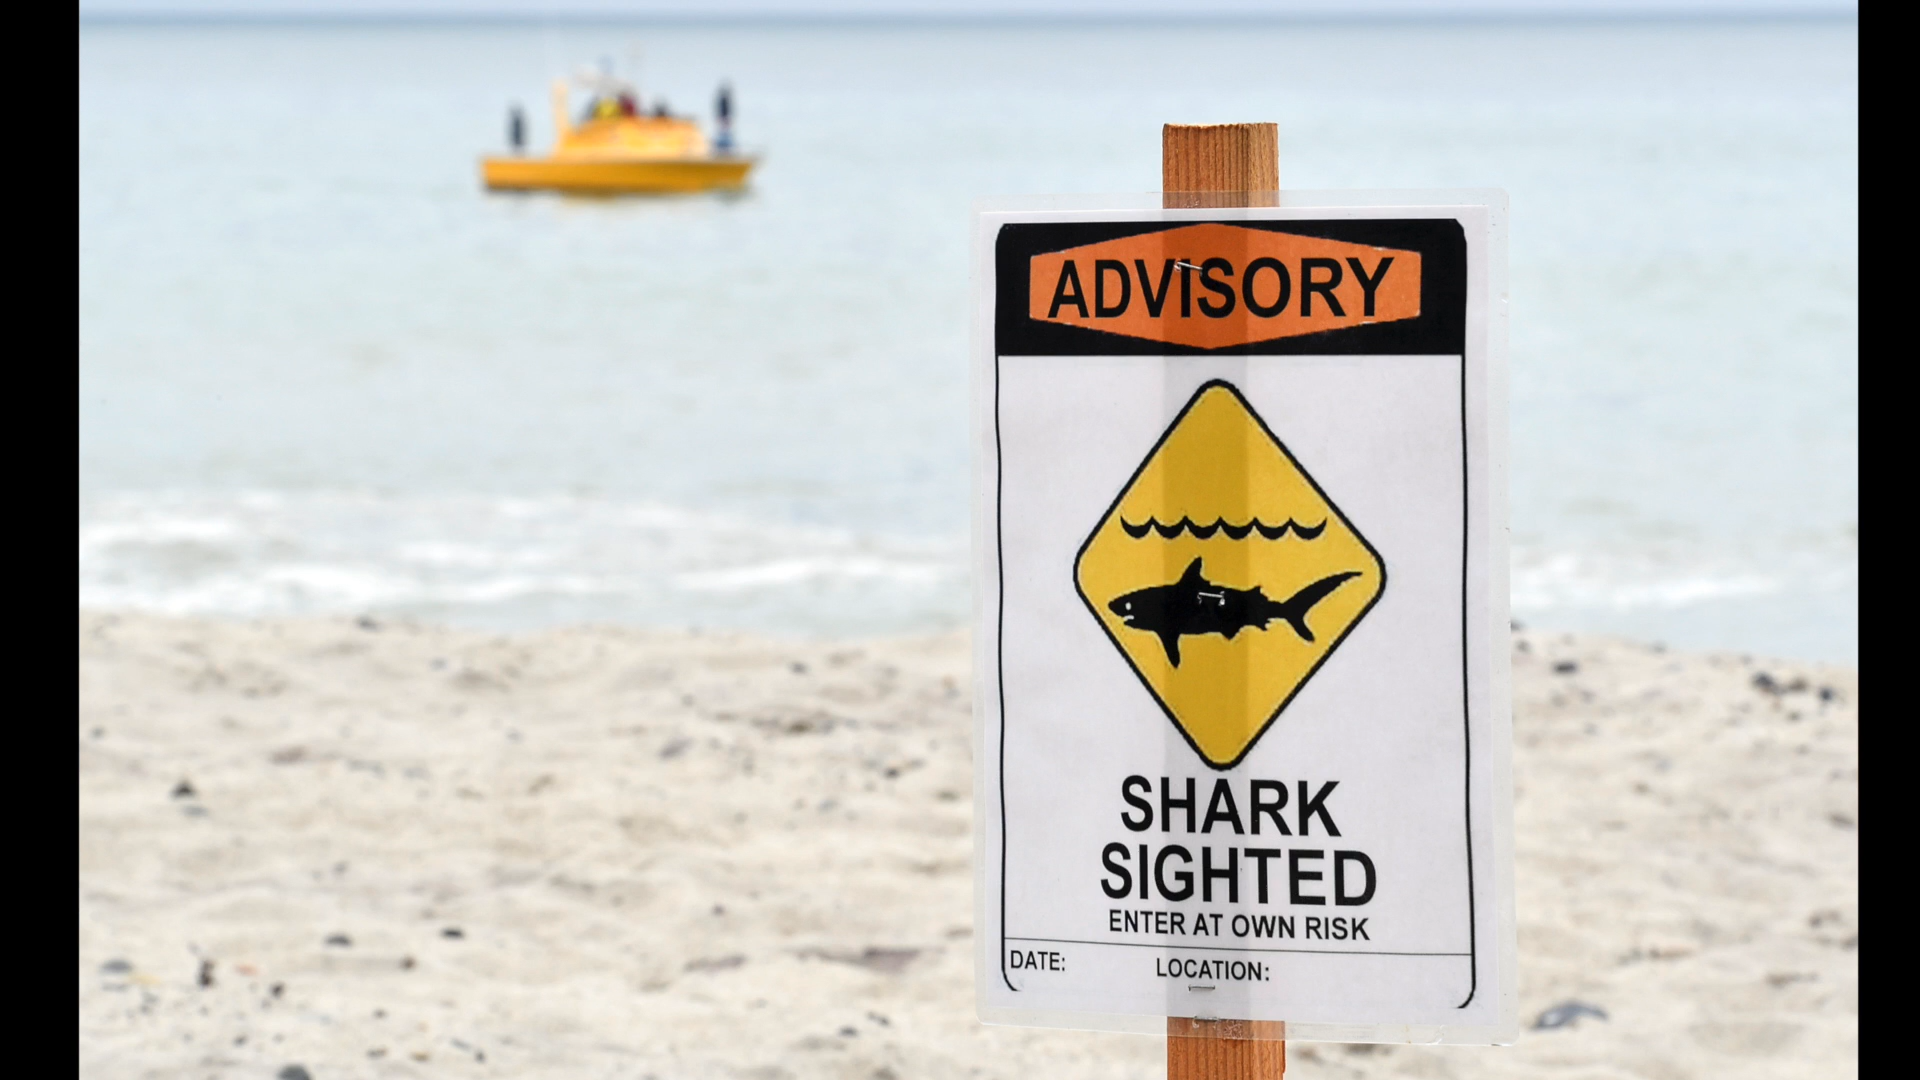 ADVISORY
SHARK
SIGHTED
ENTER AT OWN RISK
DATE: LOCATION: